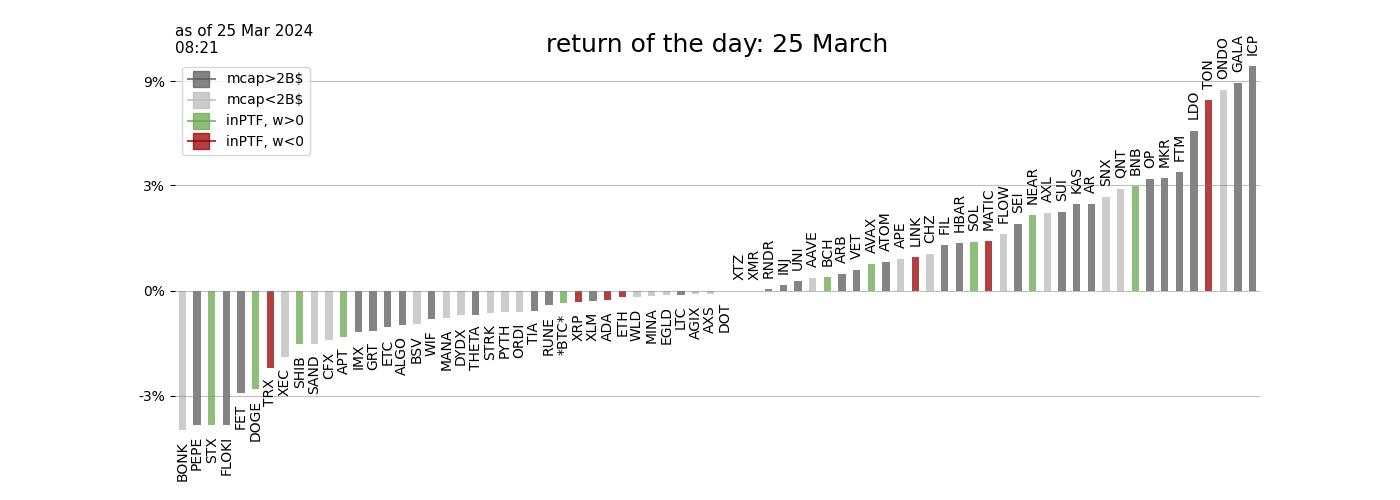 as of 25 Mar 2024
08:21
return of the day: 25 March
mcap>2B$
mcap<2B$
inPTF, w>0
inPTF, w<0
9%
3%
0%
-3%
BONK
PEPE
STX
FLOKI
FET
DOGE
TRX
XEC
SHIB
SAND
CFX
APT
IMX
GRT
ETC
ALGO
BSV
WIF
MANA
DYDX
THETA
STRK
PYTH
ORDI
TIA
RUNE
*BTC*
XRP
XLM
ADA
ETH
WLD
MINA
EGLD
LTC
AGIX
AXS
DOT
XTZ
XMR
RNDR
INJ
UNI
AAVE
BCH
ARB
VET
AVAX
ATOM
APE
LINK
CHZ
FIL
HBAR
SOL
MATIC
FLOW
SEI
NEAR
AXL
SUI
KAS
AR
SNX
QNT
BNB
OP
MKR
FTM
LDO
TON
ONDO
GALA
ICP